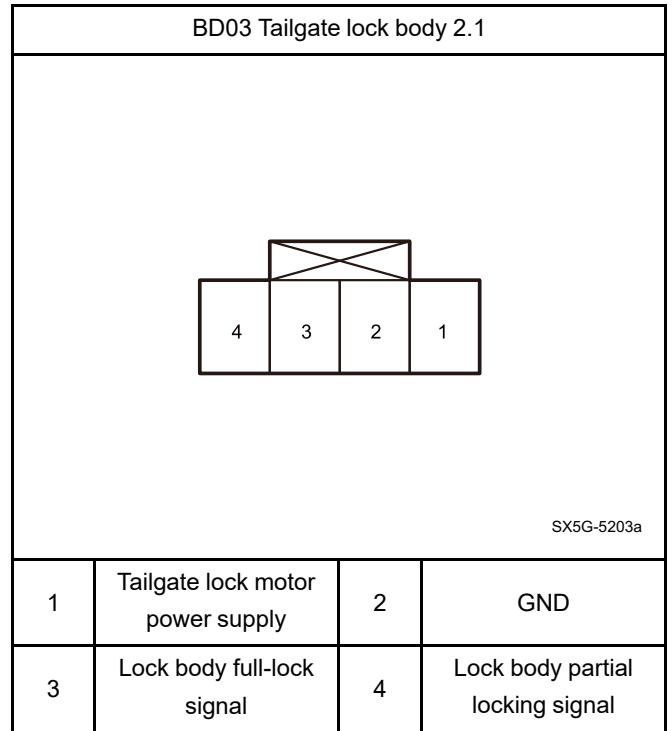 BD03 Tailgate lock body 2.1
4 3 2 1
SX5G-5203a
1 Tailgate lock motor power supply 2 GND
3 Lock body full-lock signal 4 Lock body partial locking signal